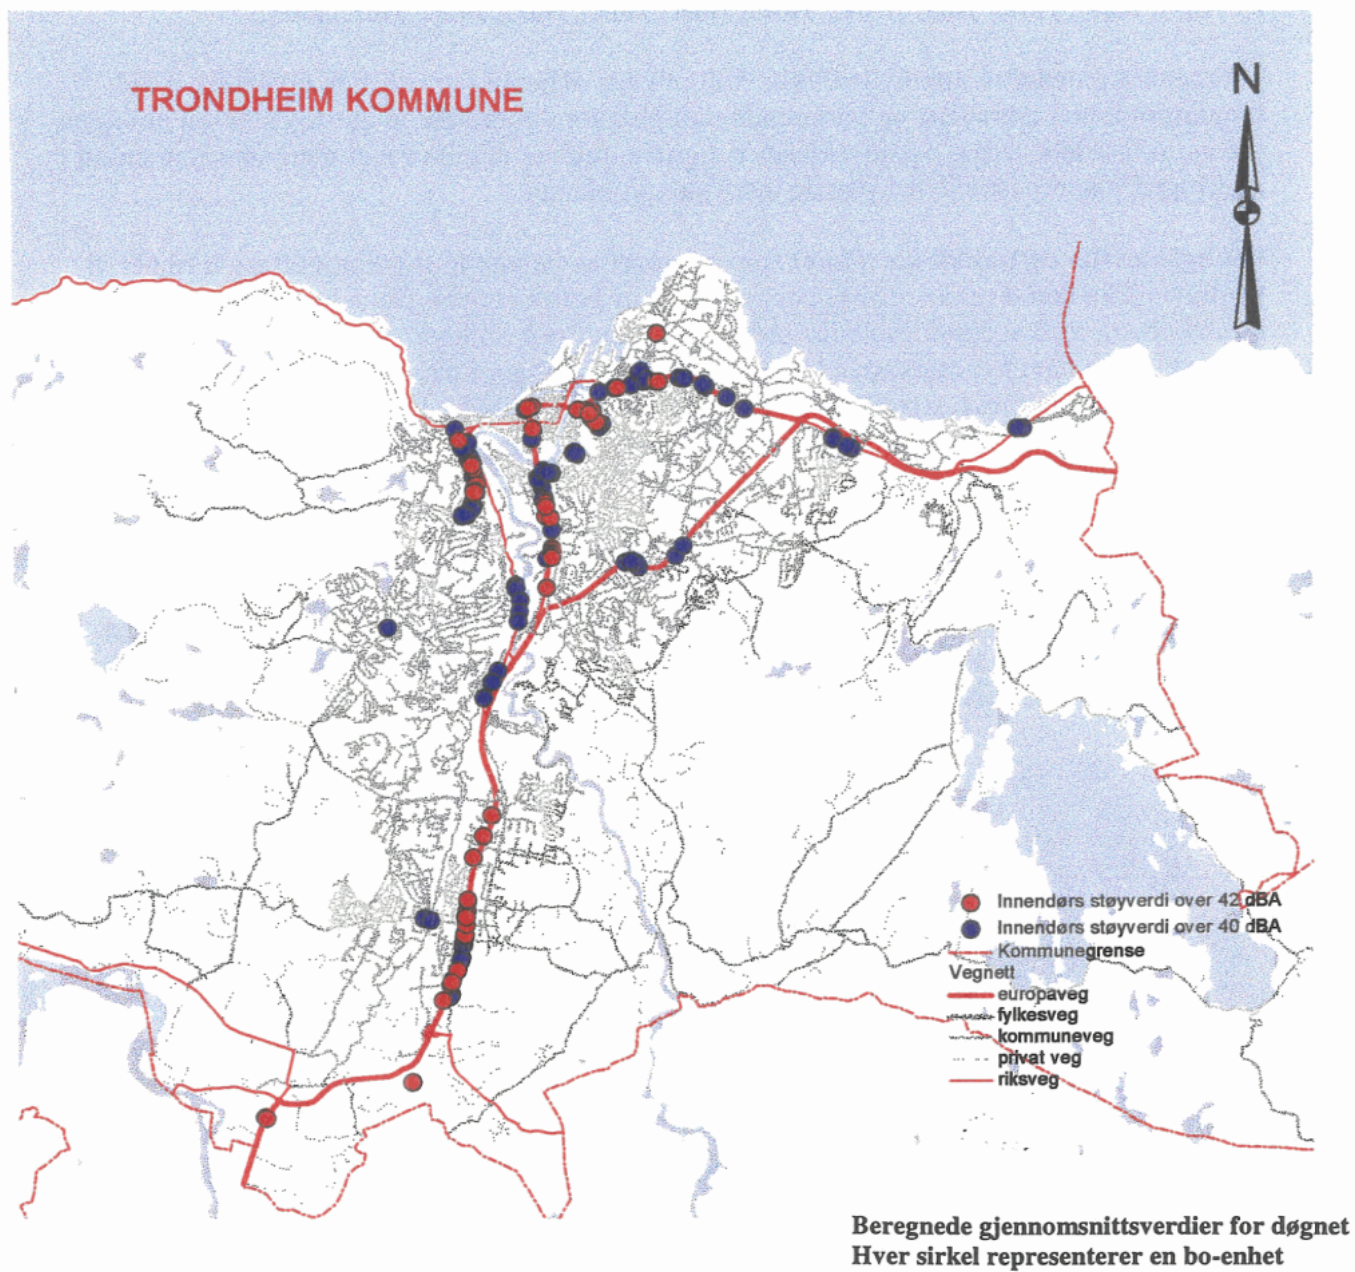 TRONDHEIM KOMMUNE
N
Innendørs støyverdi over 42 dBA
Innendørs støyverdi over 40 dBA
Kommunegrense
Vegnett
europaveg
fylkesveg
kommuneveg
privat veg
riksveg
Beregnede gjennomsnittsverdier for døgnet
Hver sirkel representerer en bo-enhet